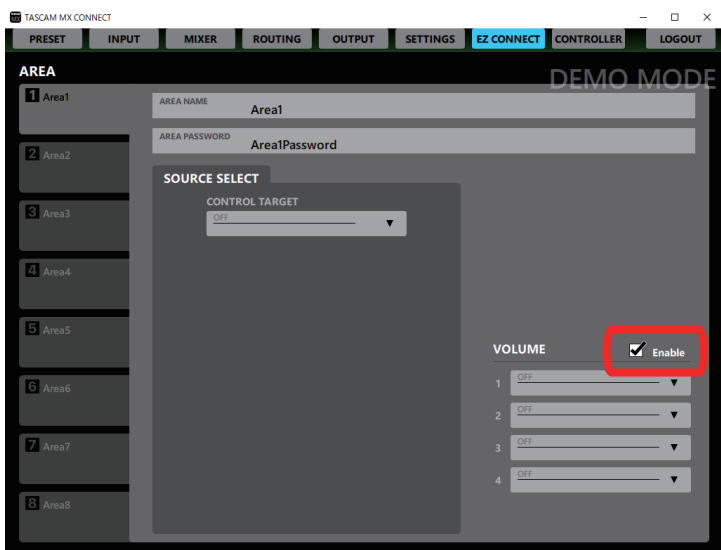 TASCAM MX CONNECT
PRESET INPUT MIXER ROUTING OUTPUT SETTINGS EZ CONNECT CONTROLLER LOGOUT
AREA
DEMO MODE
1 Area1
2 Area2
3 Area3
4 Area4
5 Area5
6 Area6
7 Area7
8 Area8
AREA NAME Area1
AREA PASSWORD Area1Password
SOURCE SELECT
CONTROL TARGET
OFF
VOLUME Enable
1 OFF
2 OFF
3 OFF
4 OFF